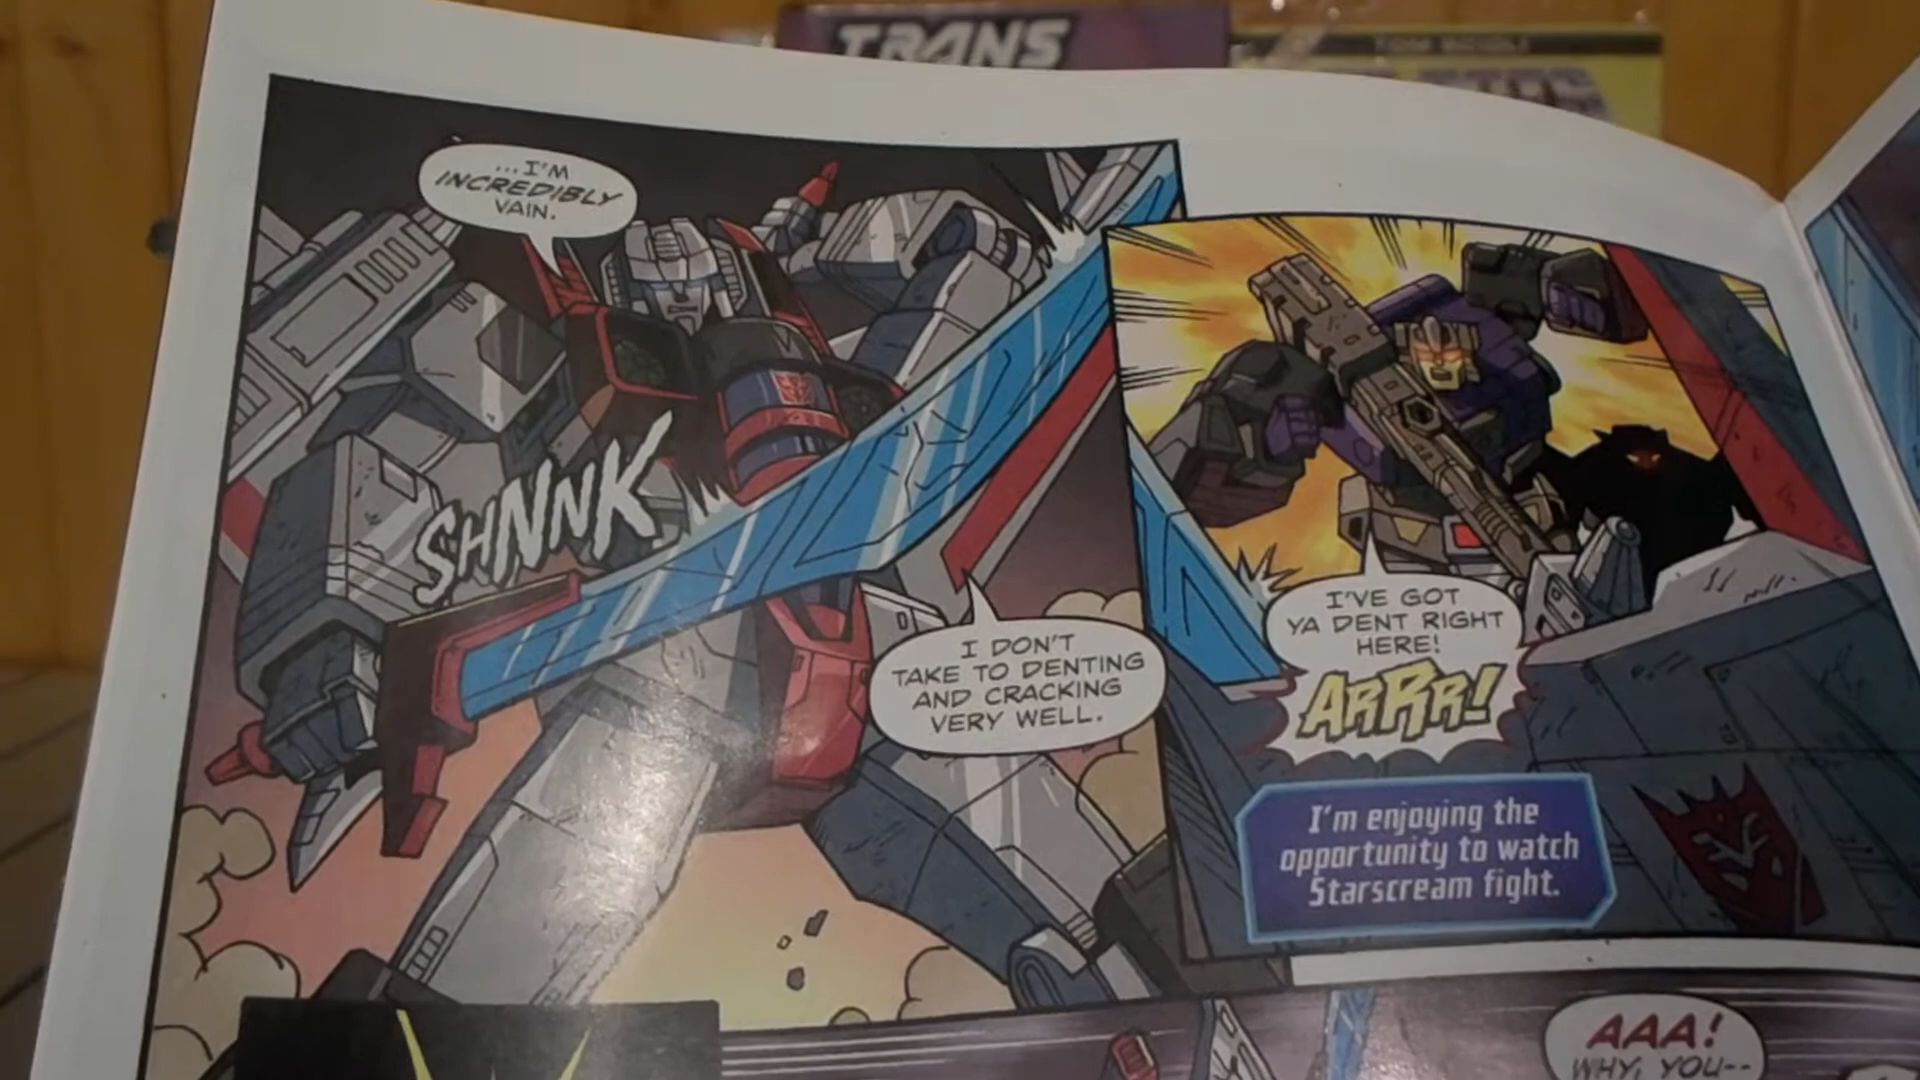 TRANS
...I'M
INCREDIBLY
VAIN.
SHNNK
I DON'T
TAKE TO DENTING
AND CRACKING
VERY WELL.
I'VE GOT
YA DENT RIGHT
HERE!
ARRR!
I'm enjoying the
opportunity to watch
Starscream fight.
AAA!
WHY, YOU--